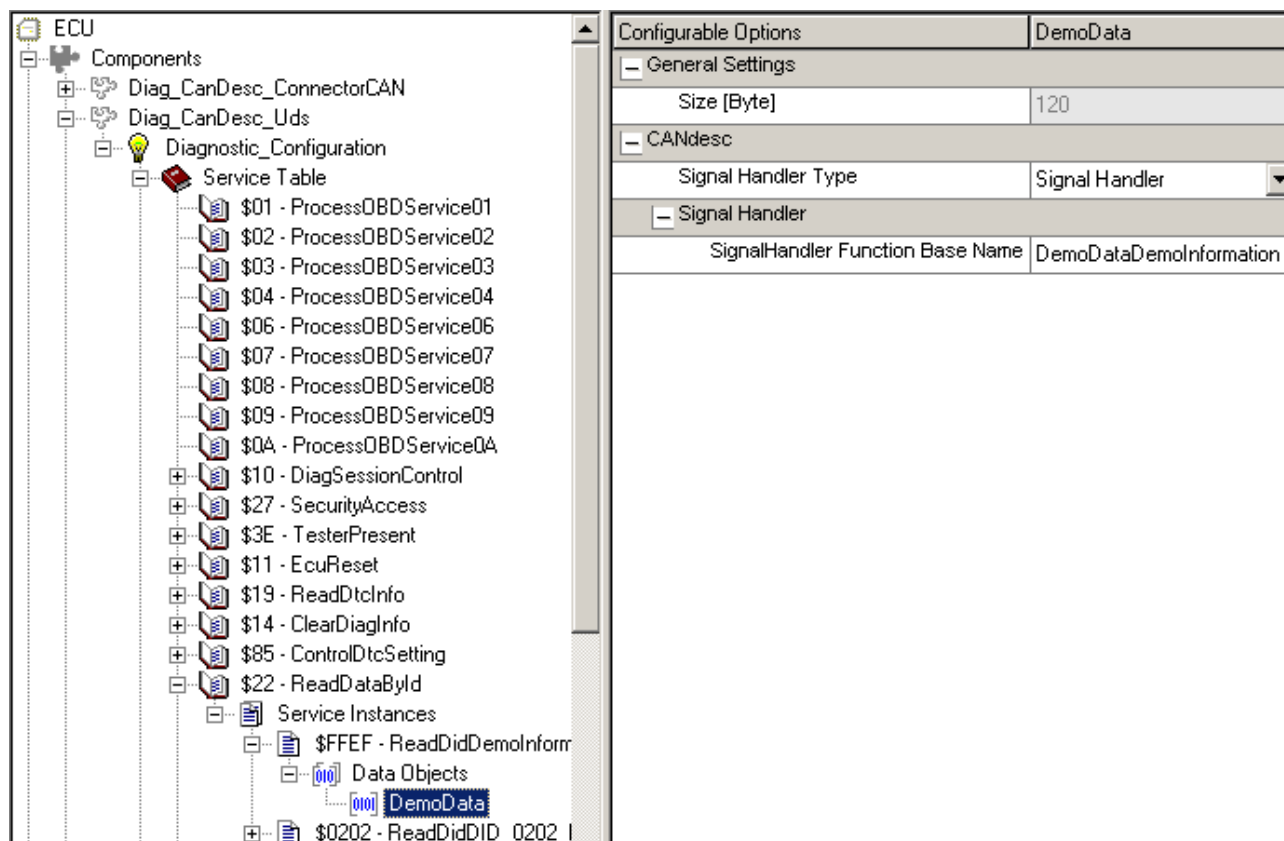 ECU
Components
Diag_CanDesc_ConnectorCAN
Diag_CanDesc_Uds
Diagnostic_Configuration
Service Table
$01 - ProcessOBDService01
$02 - ProcessOBDService02
$03 - ProcessOBDService03
$04 - ProcessOBDService04
$06 - ProcessOBDService06
$07 - ProcessOBDService07
$08 - ProcessOBDService08
$09 - ProcessOBDService09
$0A - ProcessOBDService0A
$10 - DiagSessionControl
$27 - SecurityAccess
$3E - TesterPresent
$11 - EcuReset
$19 - ReadDtcInfo
$14 - ClearDiagInfo
$85 - ControlDtcSetting
$22 - ReadDataById
Service Instances
$FFEF - ReadDidDemoInform
Data Objects
DemoData
$0202 - ReadDidDID_0202
Configurable Options DemoData
General Settings
Size [Byte] 120
CANdesc
Signal Handler Type Signal Handler
Signal Handler
SignalHandler Function Base Name DemoDataDemoInformation